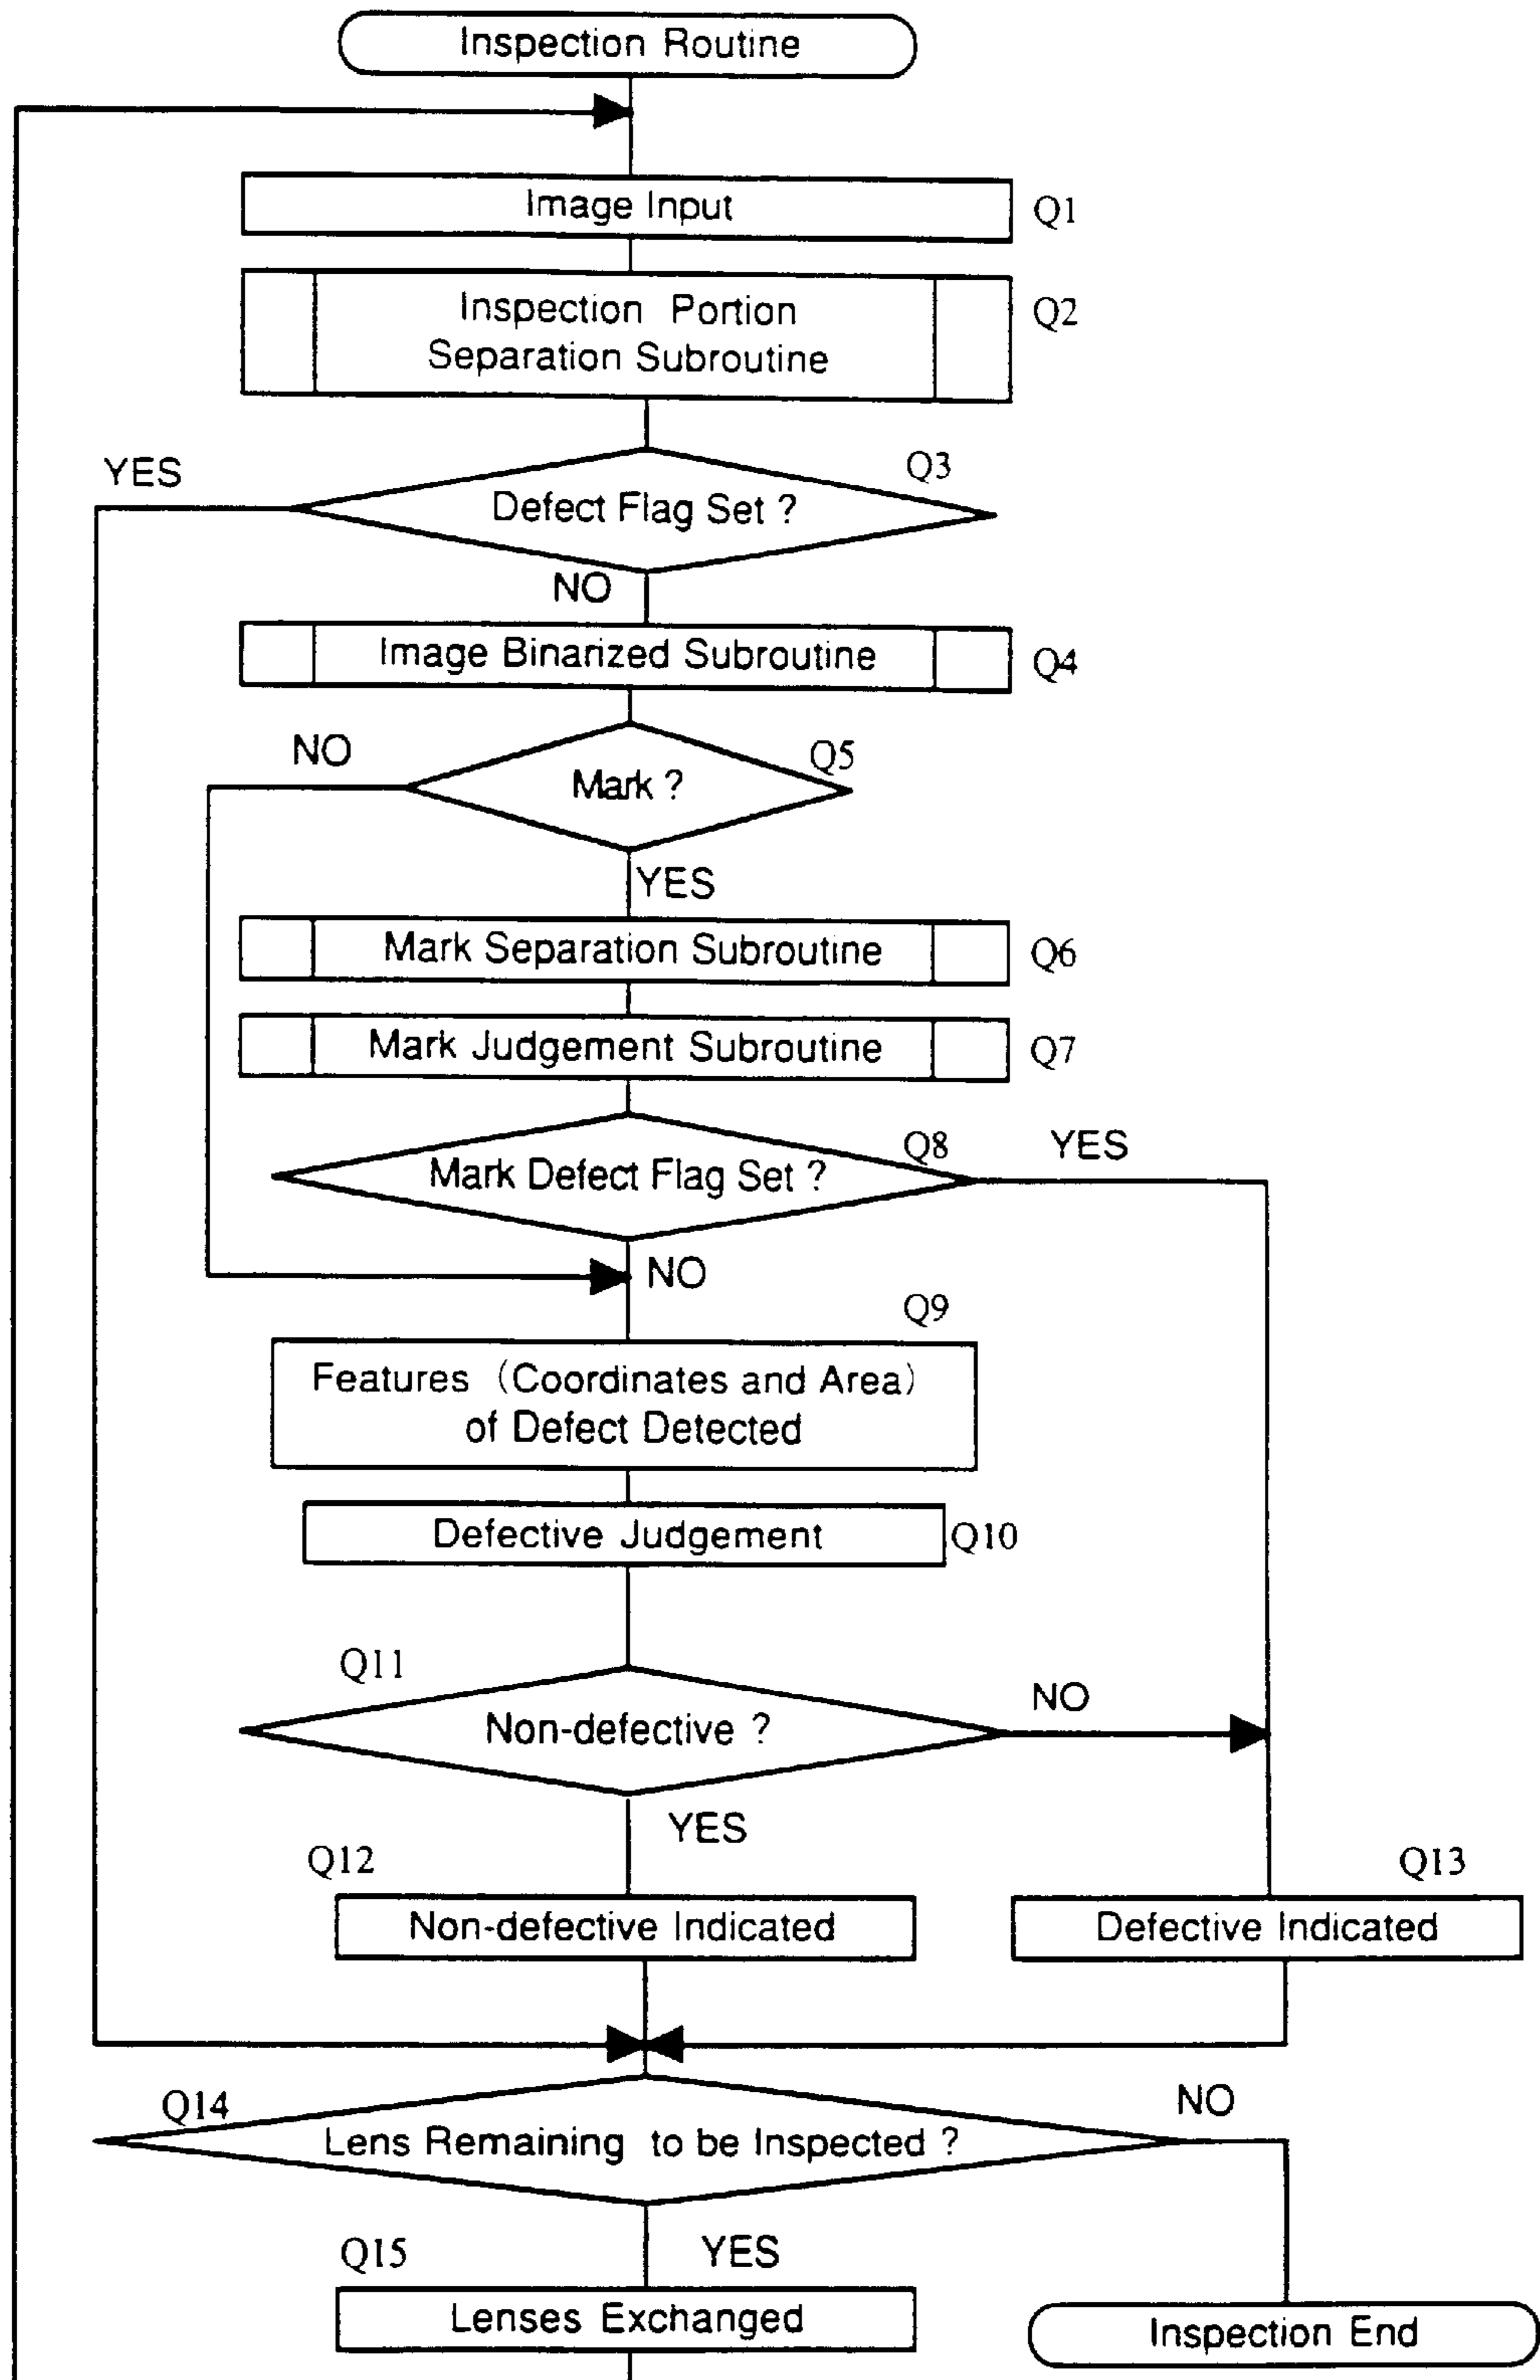 Inspection Routine
Image Input
Q1
Inspection Portion
Separation Subroutine
Q2
YES
Q3
Defect Flag Set ?
NO
Image Binarized Subroutine
Q4
NO
Q5
Mark ?
YES
Mark Separation Subroutine
Q6
Mark Judgement Subroutine
Q7
Q8
YES
Mark Defect Flag Set ?
NO
Q9
Features (Coordinates and Area)
of Defect Detected
Defective Judgement
Q10
Q11
NO
Non-defective ?
YES
Q12
Q13
Non-defective Indicated
Defective Indicated
Q14
NO
Lens Remaining to be Inspected ?
Q15
YES
Lenses Exchanged
Inspection End